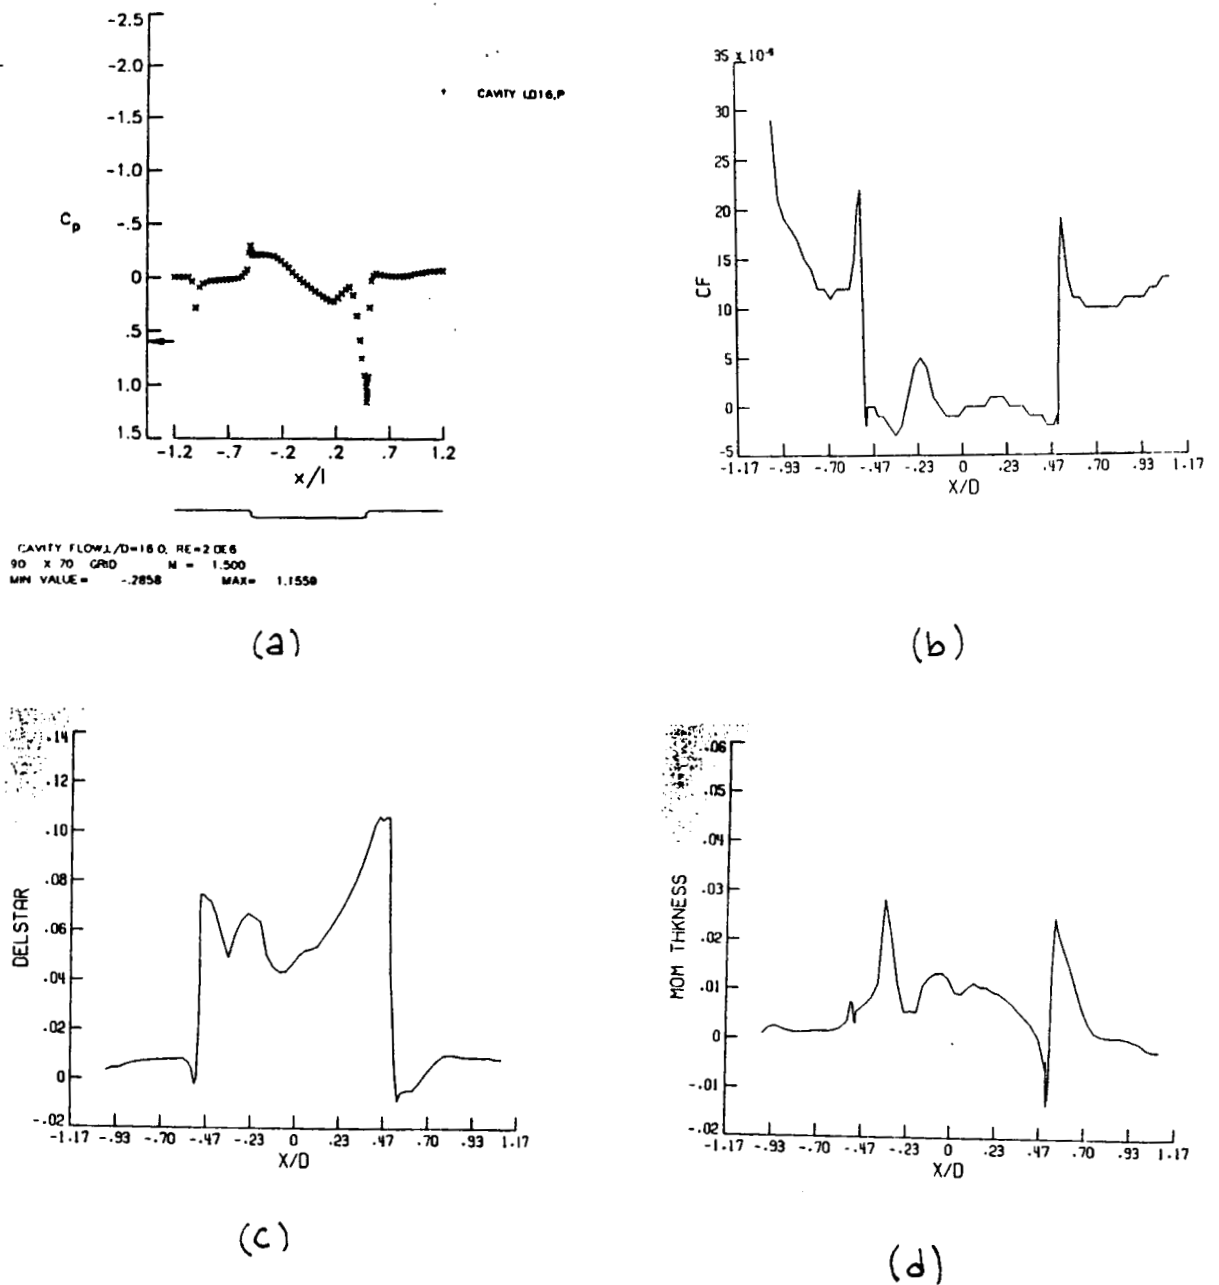 -2.5
-2.0
-1.5
-1.0
-.5
0
.5
1.0
1.5
Cp
CAVITY LD16,P
-1.2 -.7 -.2 .2 .7 1.2
x/l
CAVITY FLOW,L/D=16.0, RE=2.0E6
90 X 70 GRID M = 1.500
MIN VALUE= -.2858 MAX= 1.1559
(a)
35 x 10
30
25
20
15
10
5
0
-5
CF
-1.17 -.93 -.70 -.47 -.23 0 .23 .47 .70 .93 1.17
X/D
(b)
.14
.12
.10
.08
.06
.04
.02
0
-.02
DELSTAR
-1.17 -.93 -.70 -.47 -.23 0 .23 .47 .70 .93 1.17
X/D
(c)
.06
.05
.04
.03
.02
.01
0
-.01
-.02
MOM THKNESS
-1.17 -.93 -.70 -.47 -.23 0 .23 .47 .70 .93 1.17
X/D
(d)